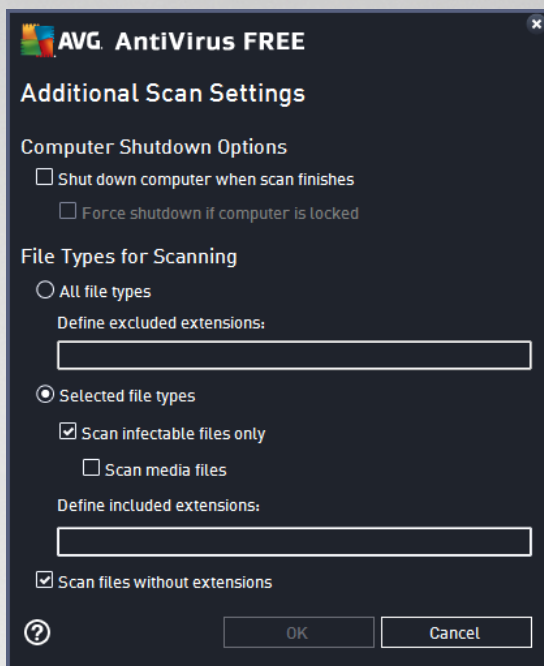 AVG. AntiVirus FREE
Additional Scan Settings
Computer Shutdown Options
Shut down computer when scan finishes
Force shutdown if computer is locked
File Types for Scanning
All file types
Define excluded extensions:
Selected file types
Scan infectable files only
Scan media files
Define included extensions:
Scan files without extensions
? OK Cancel